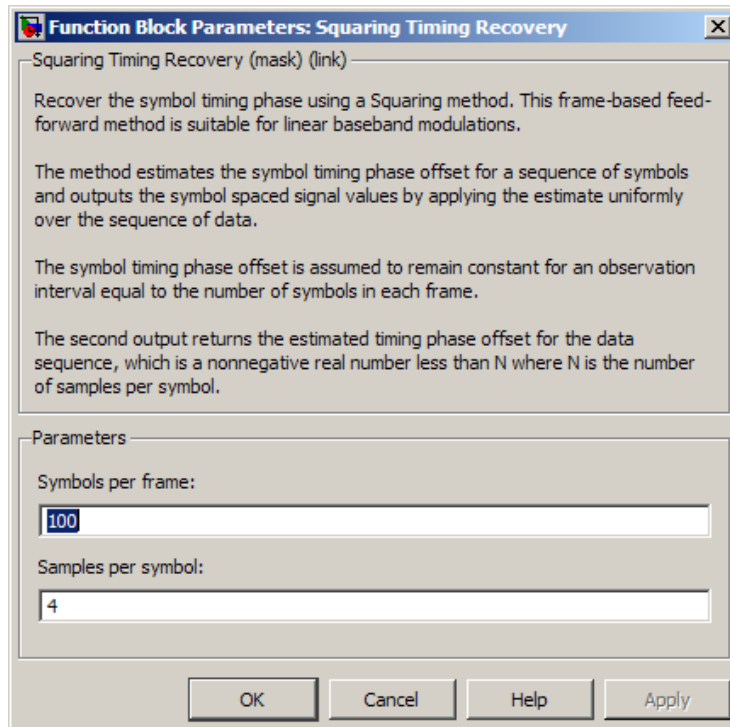 Function Block Parameters: Squaring Timing Recovery
Squaring Timing Recovery (mask) (link)
Recover the symbol timing phase using a Squaring method. This frame-based feed-
forward method is suitable for linear baseband modulations.
The method estimates the symbol timing phase offset for a sequence of symbols
and outputs the symbol spaced signal values by applying the estimate uniformly
over the sequence of data.
The symbol timing phase offset is assumed to remain constant for an observation
interval equal to the number of symbols in each frame.
The second output returns the estimated timing phase offset for the data
sequence, which is a nonnegative real number less than N where N is the number
of samples per symbol.
Parameters
Symbols per frame:
100
Samples per symbol:
4
OK Cancel Help Apply